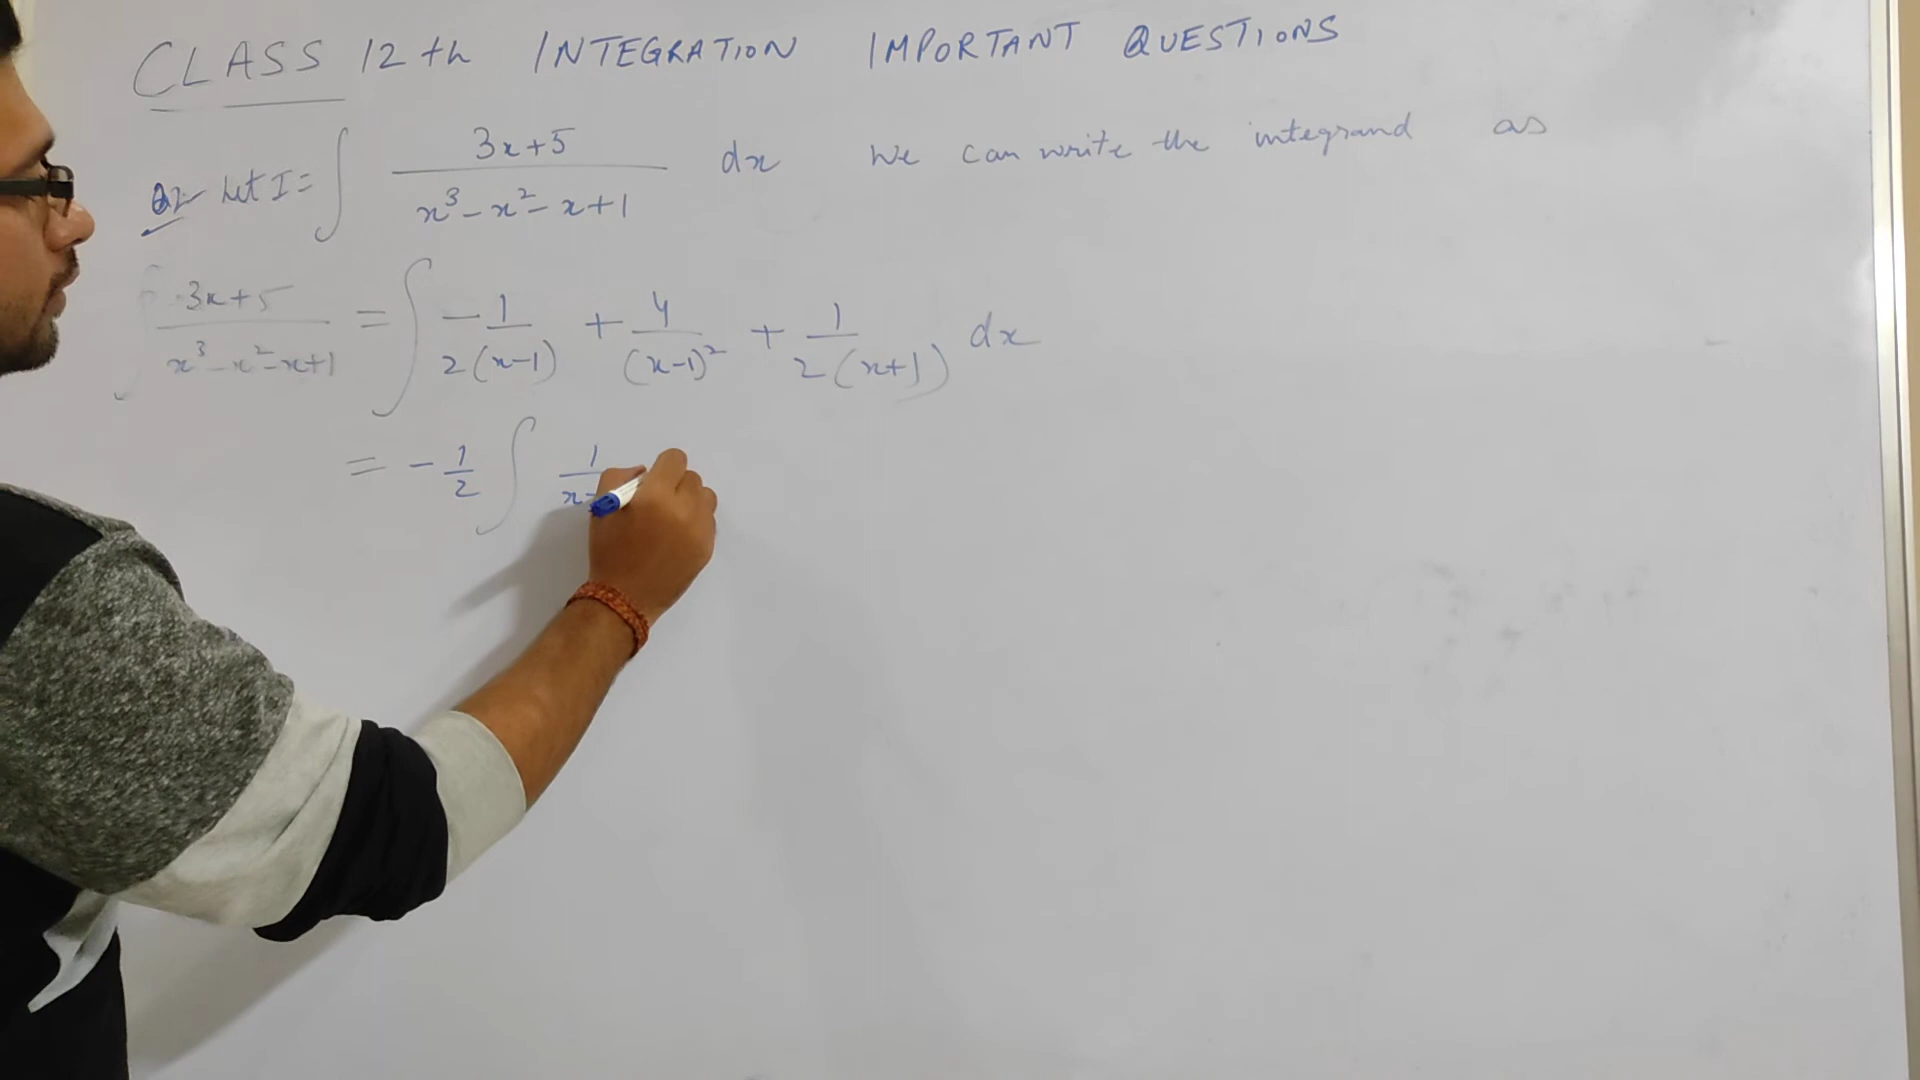 CLASS 12th INTEGRATION IMPORTANT QUESTIONS
Q2- Let I = ∫ (3x+5)/(x³-x²-x+1) dx We can write the integrand as
∫ (3x+5)/(x³-x²-x+1) = ∫ -1/(2(x-1)) + 4/(x-1)² + 1/(2(x+1)) dx
= -1/2 ∫ 1/(x-